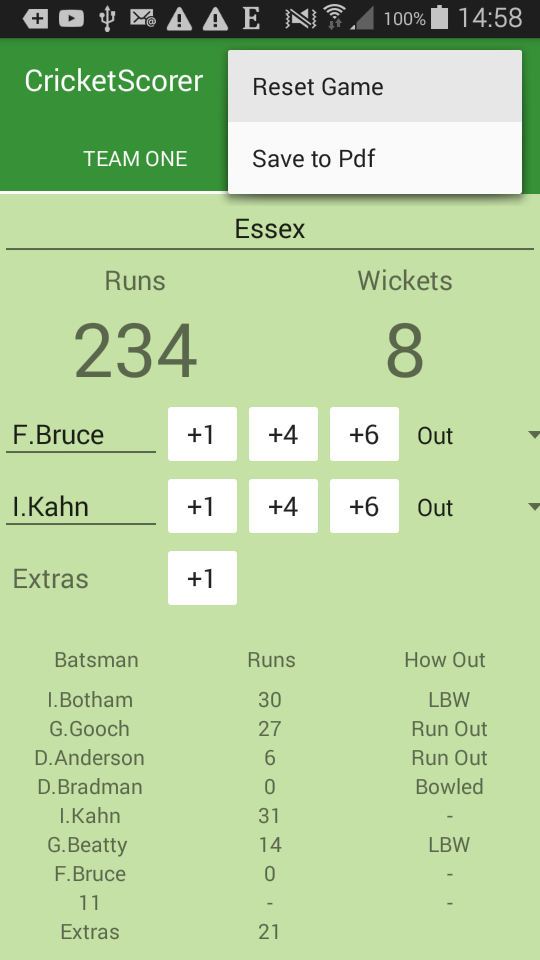 E 100% 14:58
CricketScorer
Reset Game
Save to Pdf
TEAM ONE
Essex
Runs Wickets
234 8
F.Bruce +1 +4 +6 Out
I.Kahn +1 +4 +6 Out
Extras +1
Batsman Runs How Out
I.Botham 30 LBW
G.Gooch 27 Run Out
D.Anderson 6 Run Out
D.Bradman 0 Bowled
I.Kahn 31 -
G.Beatty 14 LBW
F.Bruce 0 -
11 - -
Extras 21